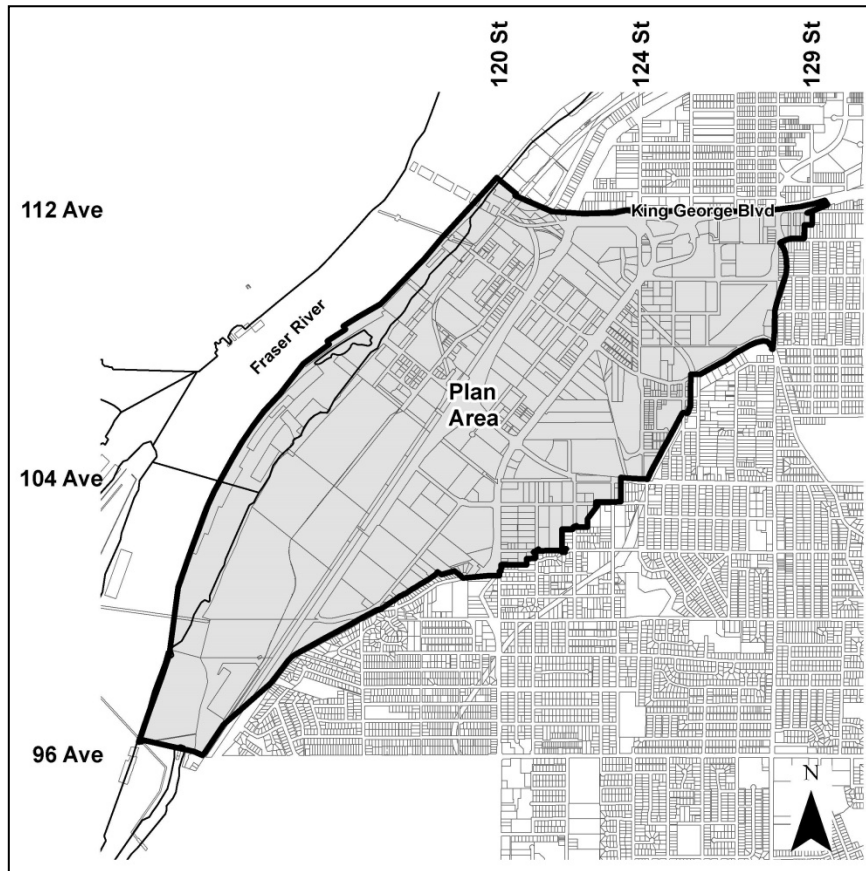 120 St
124 St
129 St
112 Ave
King George Blvd
Fraser River
Plan
Area
104 Ave
96 Ave
N